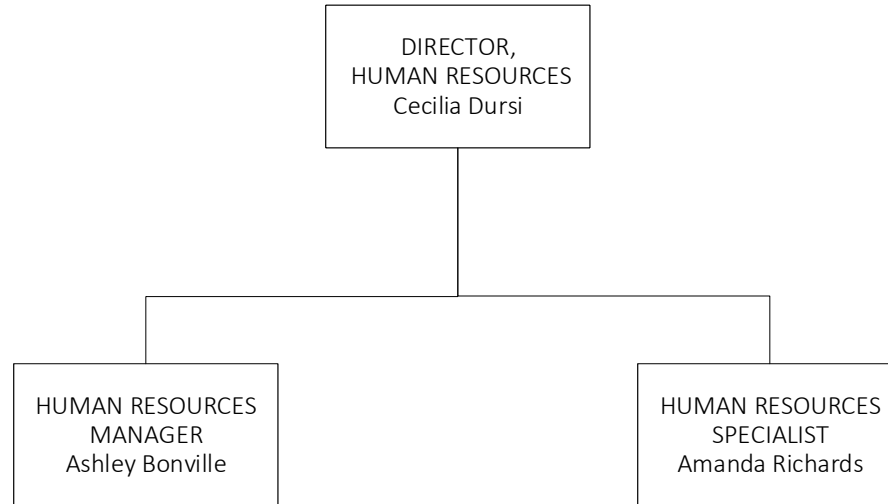 DIRECTOR,
HUMAN RESOURCES
Cecilia Dursi
HUMAN RESOURCES
MANAGER
Ashley Bonville
HUMAN RESOURCES
SPECIALIST
Amanda Richards